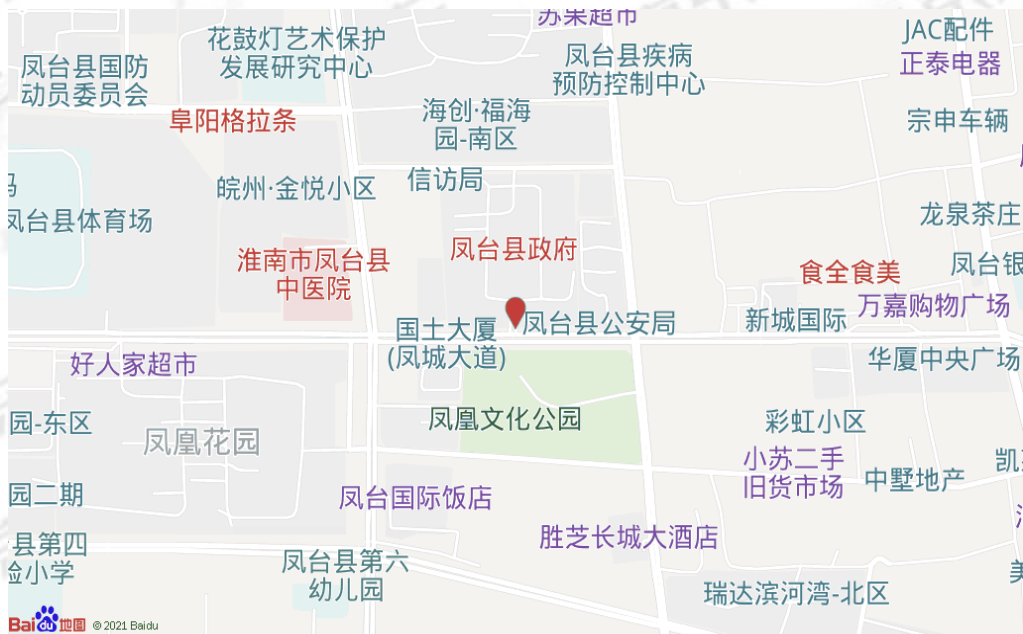 苏果超市
花鼓灯艺术保护
发展研究中心
JAC配件
正泰电器
凤台县国防
动员委员会
凤台县疾病
预防控制中心
阜阳格拉条
海创·福海
园-南区
宗申车辆
皖州·金悦小区
信访局
凤台县体育场
龙泉茶庄
凤台县政府
淮南市凤台县
中医院
食全食美
凤台银
万嘉购物广场
国土大厦
(凤城大道)
凤台县公安局
新城国际
好人家超市
华厦中央广场
园-东区
凤凰花园
凤凰文化公园
彩虹小区
小苏二手
旧货市场
中墅地产
园二期
凤台国际饭店
胜芝长城大酒店
县第四
验小学
凤台县第六
幼儿园
瑞达滨河湾-北区
Bai du 地图
© 2021 Baidu